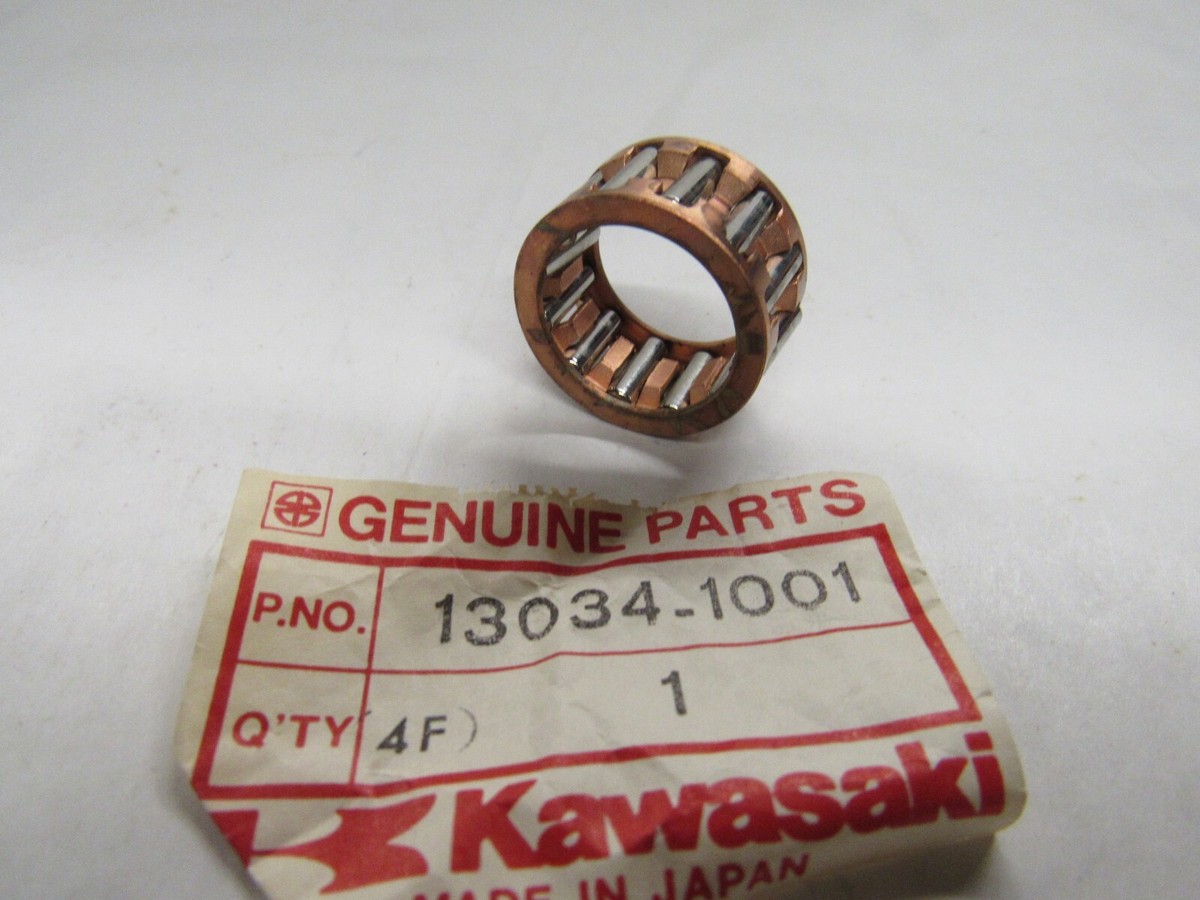 GENUINE PARTS
P.NO. 13034-1001
Q'TY (4F) 1
Kawasaki
MADE IN JAPAN